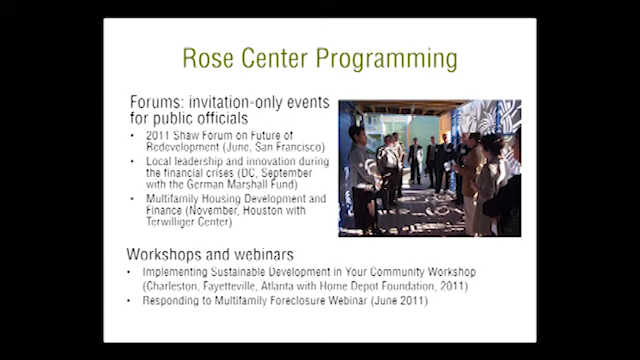 Rose Center Programming
Forums: invitation-only events
for public officials
• 2011 Shaw Forum on Future of
Redevelopment (June, San Francisco)
• Local leadership and innovation during
the financial crises (DC, September
with the German Marshall Fund)
• Multifamily Housing Development and
Finance (November, Houston with
Terwilliger Center)
Workshops and webinars
• Implementing Sustainable Development in Your Community Workshop
(Charleston, Fayetteville, Atlanta with Home Depot Foundation, 2011)
• Responding to Multifamily Foreclosure Webinar (June 2011)